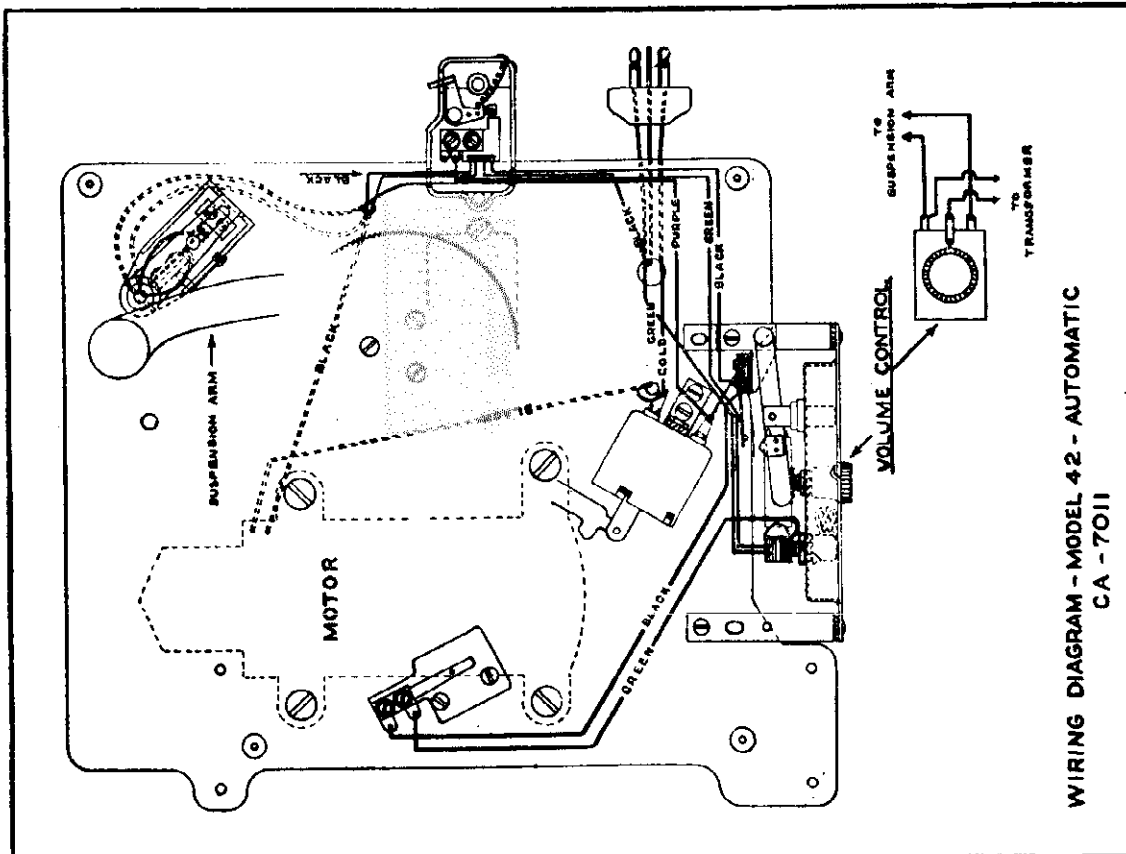 SUSPENSION ARM
MOTOR
BLACK
BLACK
BLACK
GREEN
GOLD
PURPLE
GREEN
BLACK
BLACK
GREEN
VOLUME CONTROL
TO
SUSPENSION ARM
TO
TRANSFORMER
WIRING DIAGRAM - MODEL 42 - AUTOMATIC
CA - 7011